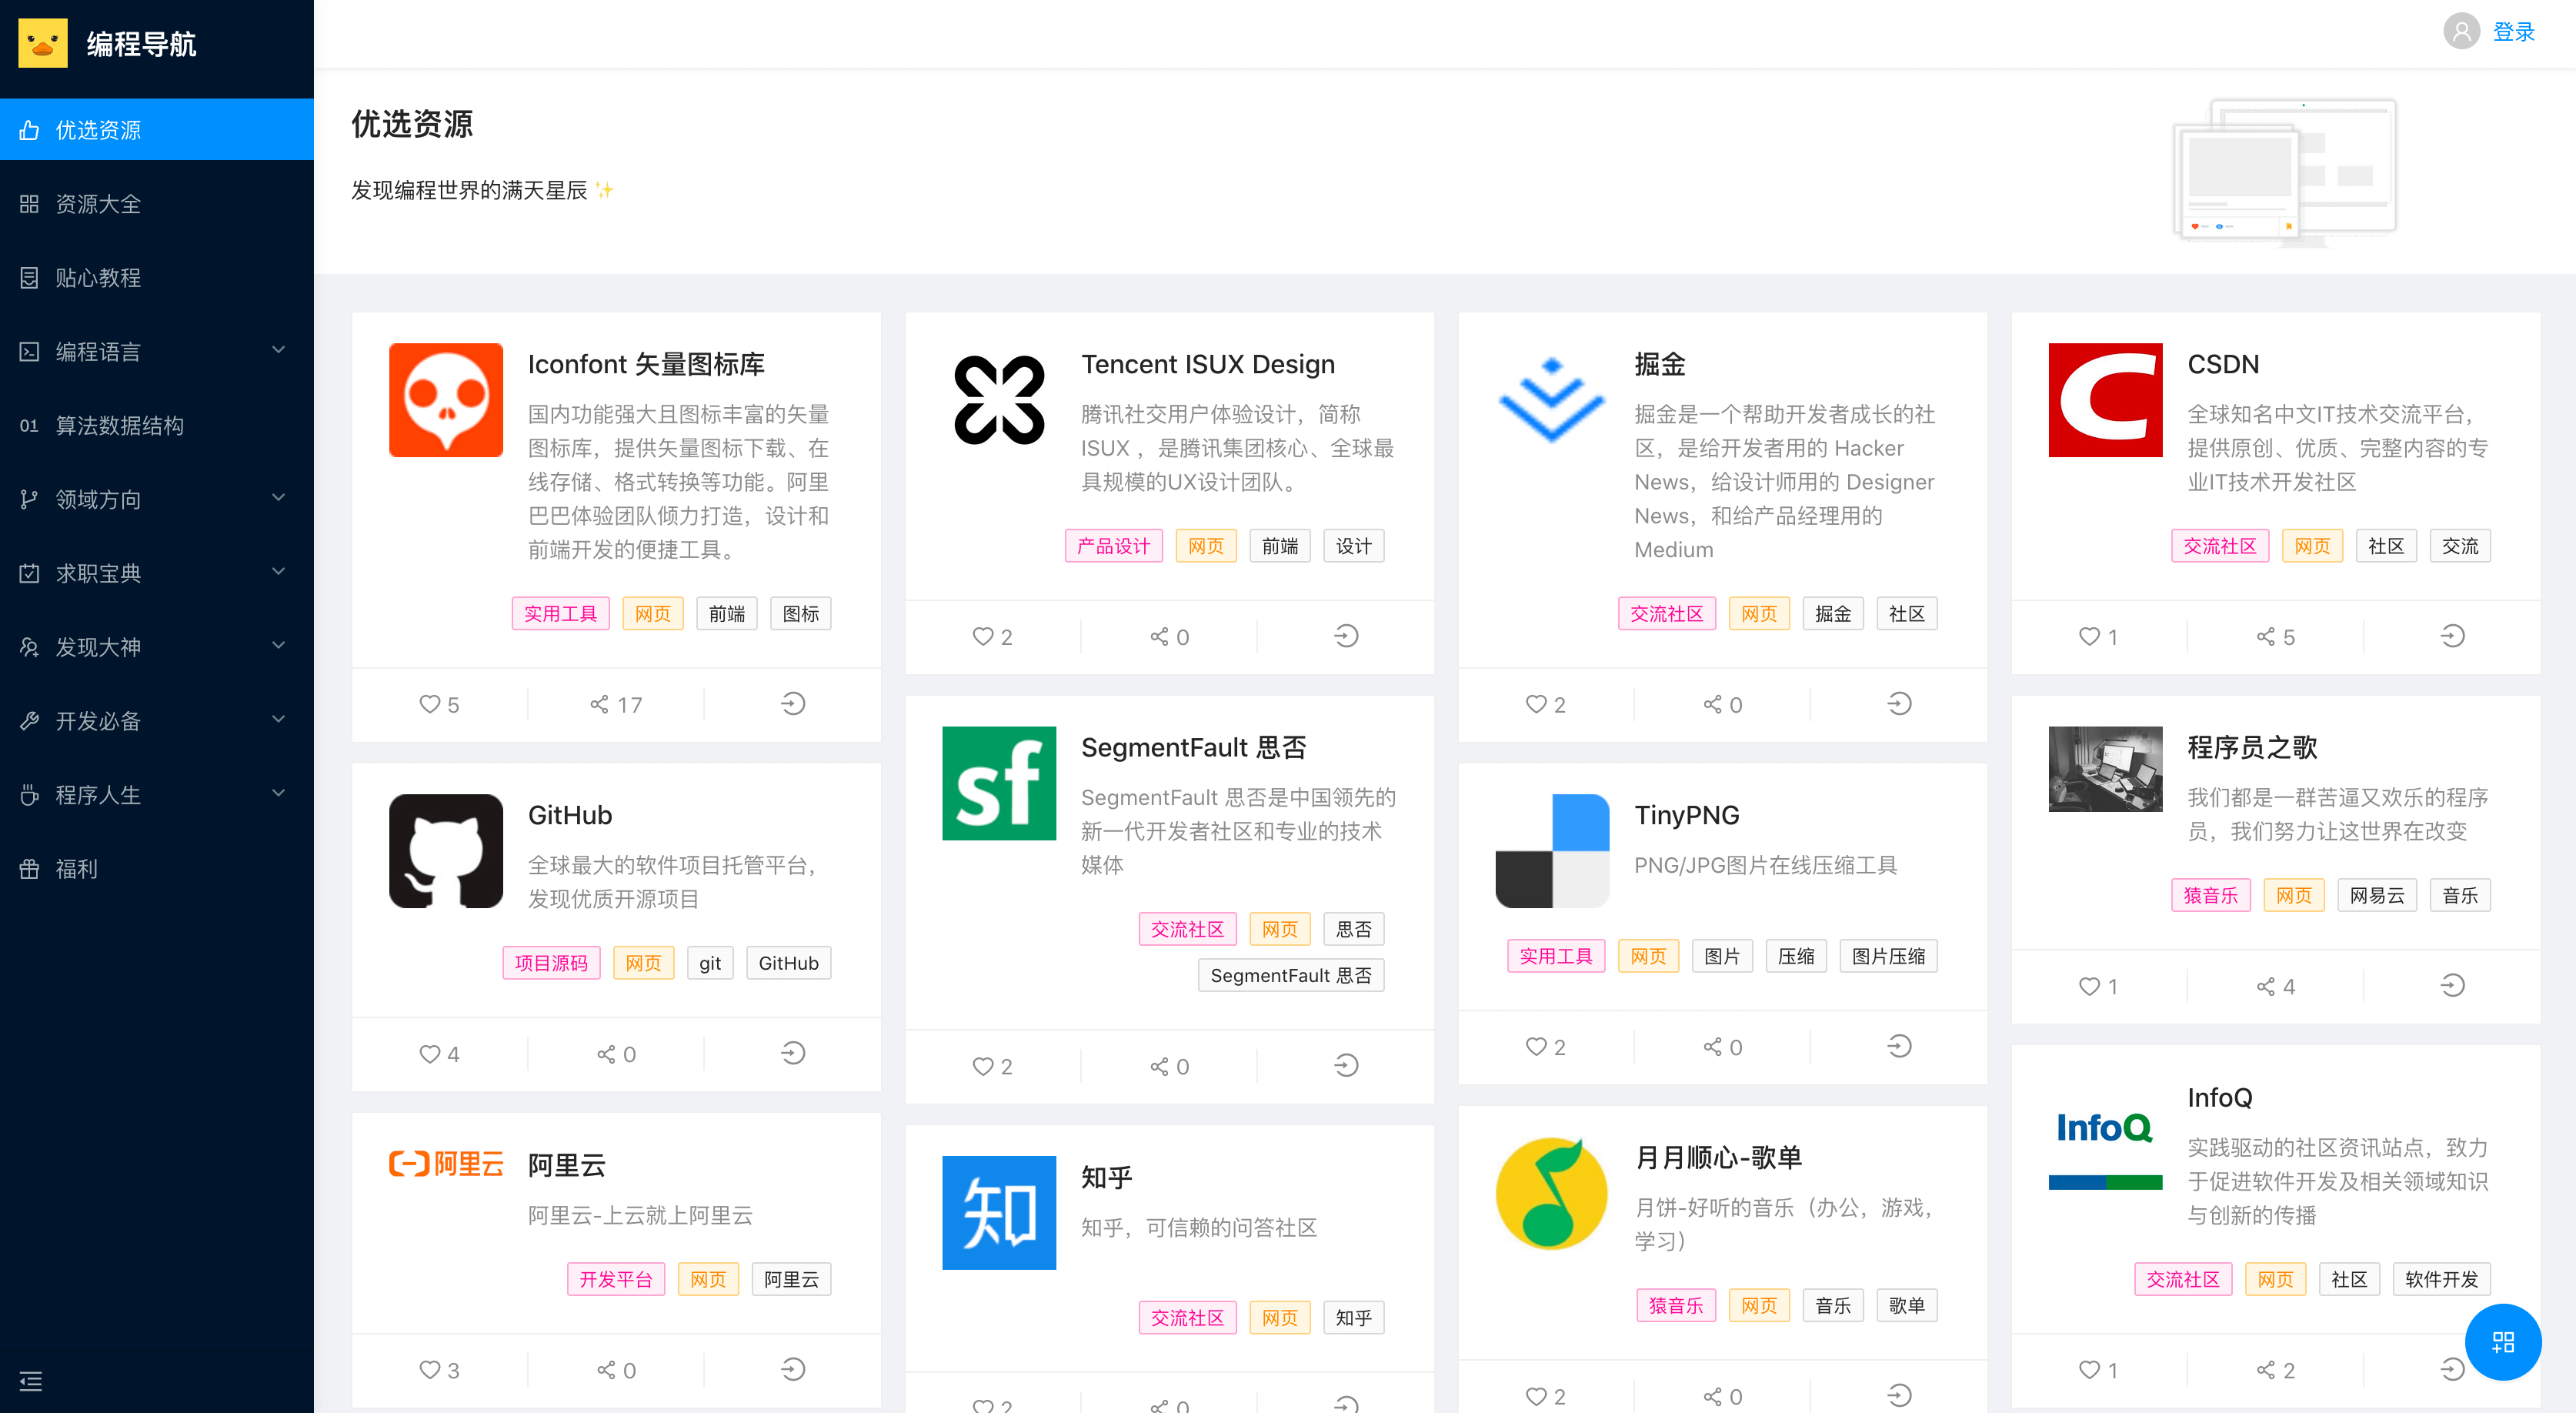 编程导航
登录
优选资源
资源大全
贴心教程
编程语言
01 算法数据结构
领域方向
求职宝典
发现大神
开发必备
程序人生
福利
优选资源
发现编程世界的满天星辰 ✨
Iconfont 矢量图标库
国内功能强大且图标丰富的矢量
图标库，提供矢量图标下载、在
线存储、格式转换等功能。阿里
巴巴体验团队倾力打造，设计和
前端开发的便捷工具。
实用工具 网页 前端 图标
5 17
GitHub
全球最大的软件项目托管平台，
发现优质开源项目
项目源码 网页 git GitHub
4 0
阿里云
阿里云
阿里云-上云就上阿里云
开发平台 网页 阿里云
3 0
Tencent ISUX Design
腾讯社交用户体验设计，简称
ISUX ，是腾讯集团核心、全球最
具规模的UX设计团队。
产品设计 网页 前端 设计
2 0
sf
SegmentFault 思否
SegmentFault 思否是中国领先的
新一代开发者社区和专业的技术
媒体
交流社区 网页 思否
SegmentFault 思否
2 0
知
知乎
知乎，可信赖的问答社区
交流社区 网页 知乎
2 0
掘金
掘金是一个帮助开发者成长的社
区，是给开发者用的 Hacker
News，给设计师用的 Designer
News，和给产品经理用的
Medium
交流社区 网页 掘金 社区
2 0
TinyPNG
PNG/JPG图片在线压缩工具
实用工具 网页 图片 压缩 图片压缩
2 0
月月顺心-歌单
月饼-好听的音乐（办公，游戏，
学习）
猿音乐 网页 音乐 歌单
2 0
C
CSDN
全球知名中文IT技术交流平台，
提供原创、优质、完整内容的专
业IT技术开发社区
交流社区 网页 社区 交流
1 5
程序员之歌
我们都是一群苦逼又欢乐的程序
员，我们努力让这世界在改变
猿音乐 网页 网易云 音乐
1 4
InfoQ
InfoQ
实践驱动的社区资讯站点，致力
于促进软件开发及相关领域知识
与创新的传播
交流社区 网页 社区 软件开发
1 2